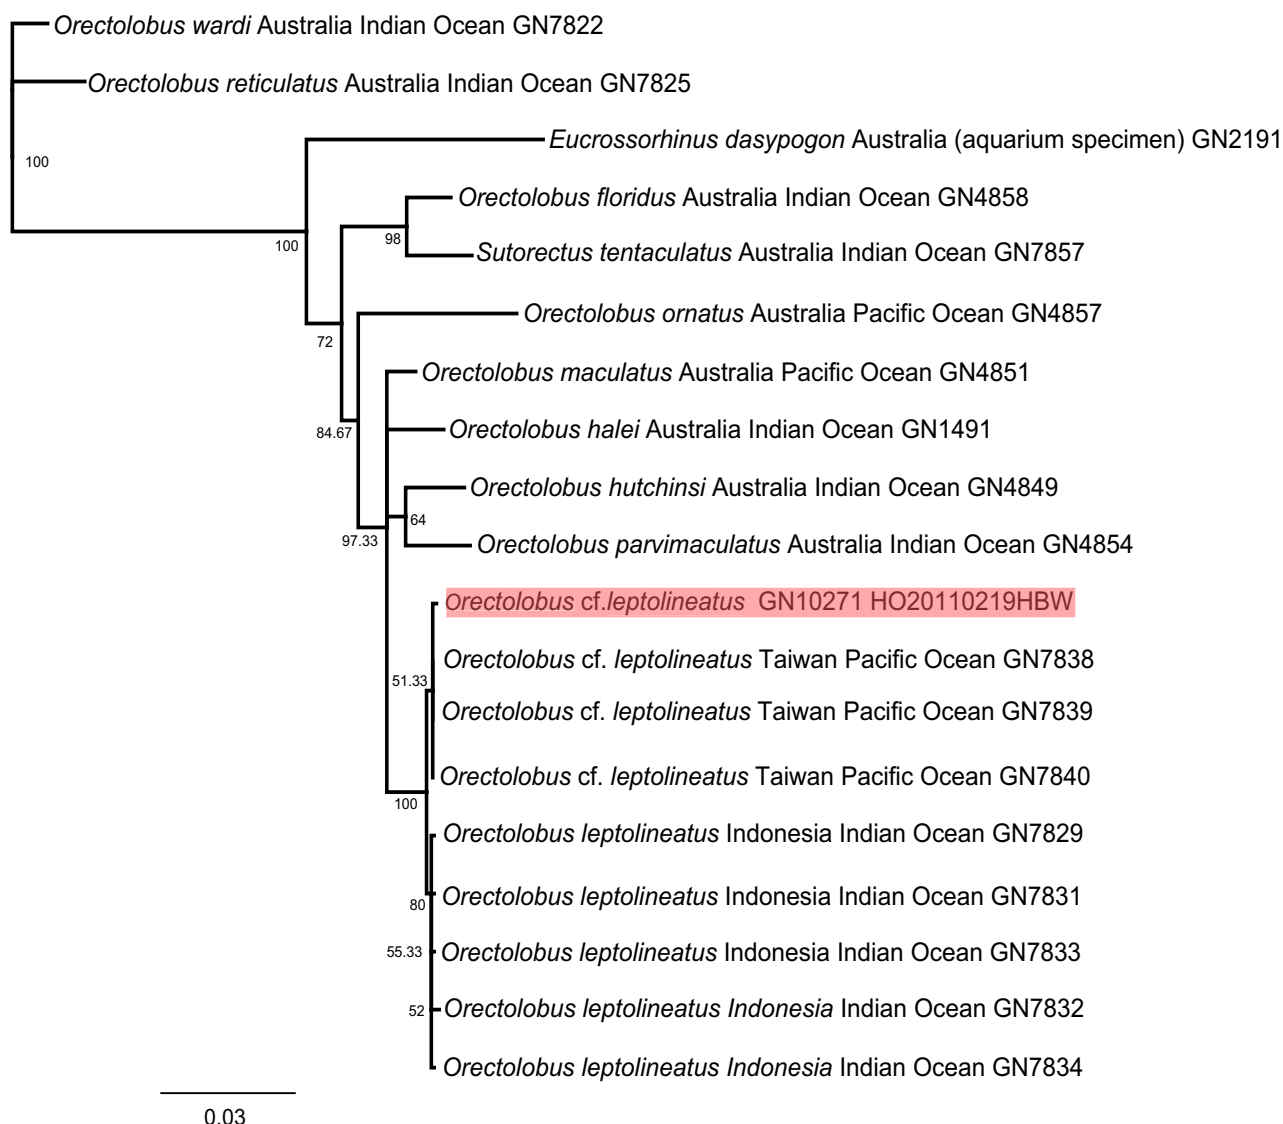 Orectolobus wardi Australia Indian Ocean GN7822
Orectolobus reticulatus Australia Indian Ocean GN7825
Eucrossorhinus dasypogon Australia (aquarium specimen) GN2191
100
Orectolobus floridus Australia Indian Ocean GN4858
98
100
Sutorectus tentaculatus Australia Indian Ocean GN7857
Orectolobus ornatus Australia Pacific Ocean GN4857
72
Orectolobus maculatus Australia Pacific Ocean GN4851
84.67
Orectolobus halei Australia Indian Ocean GN1491
Orectolobus hutchinsi Australia Indian Ocean GN4849
64
97.33
Orectolobus parvimaculatus Australia Indian Ocean GN4854
Orectolobus cf.leptolineatus GN10271 HO20110219HBW
Orectolobus cf. leptolineatus Taiwan Pacific Ocean GN7838
51.33
Orectolobus cf. leptolineatus Taiwan Pacific Ocean GN7839
Orectolobus cf. leptolineatus Taiwan Pacific Ocean GN7840
100
Orectolobus leptolineatus Indonesia Indian Ocean GN7829
Orectolobus leptolineatus Indonesia Indian Ocean GN7831
80
55.33
Orectolobus leptolineatus Indonesia Indian Ocean GN7833
52
Orectolobus leptolineatus Indonesia Indian Ocean GN7832
Orectolobus leptolineatus Indonesia Indian Ocean GN7834
0.03